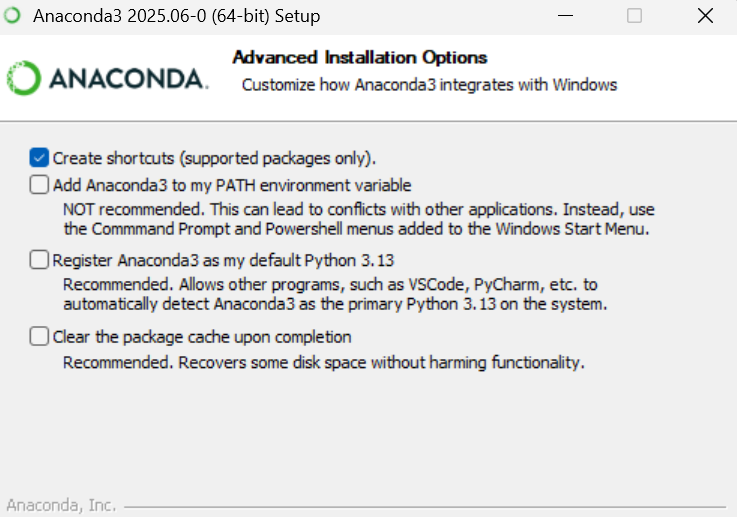 Anaconda3 2025.06-0 (64-bit) Setup
Advanced Installation Options
Customize how Anaconda3 integrates with Windows
ANACONDA.
Create shortcuts (supported packages only).
Add Anaconda3 to my PATH environment variable
NOT recommended. This can lead to conflicts with other applications. Instead, use
the Commmand Prompt and Powershell menus added to the Windows Start Menu.
Register Anaconda3 as my default Python 3.13
Recommended. Allows other programs, such as VSCode, PyCharm, etc. to
automatically detect Anaconda3 as the primary Python 3.13 on the system.
Clear the package cache upon completion
Recommended. Recovers some disk space without harming functionality.
Anaconda, Inc.